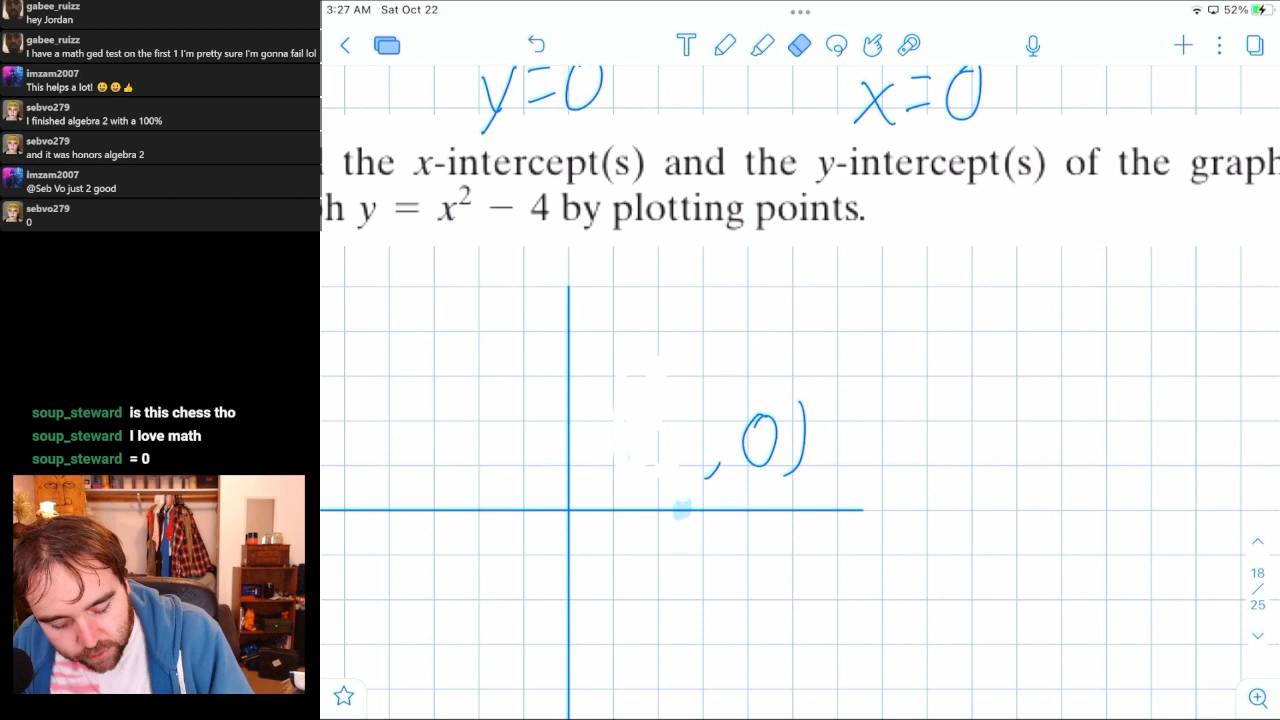 gabee_ruizz
hey Jordan
gabee_ruizz
I have a math ged test on the first 1 I'm pretty sure I'm gonna fail lol
imzam2007
This helps a lot! 😀😀👍
sebvo279
I finished algebra 2 with a 100%
sebvo279
and it was honors algebra 2
imzam2007
@Seb Vo just 2 good
sebvo279
0
soup_steward is this chess tho
soup_steward I love math
soup_steward = 0
3:27 AM Sat Oct 22
52%
T
y=0 x=0
the x-intercept(s) and the y-intercept(s) of the graph
h y = x² − 4 by plotting points.
, 0)
18
/
25